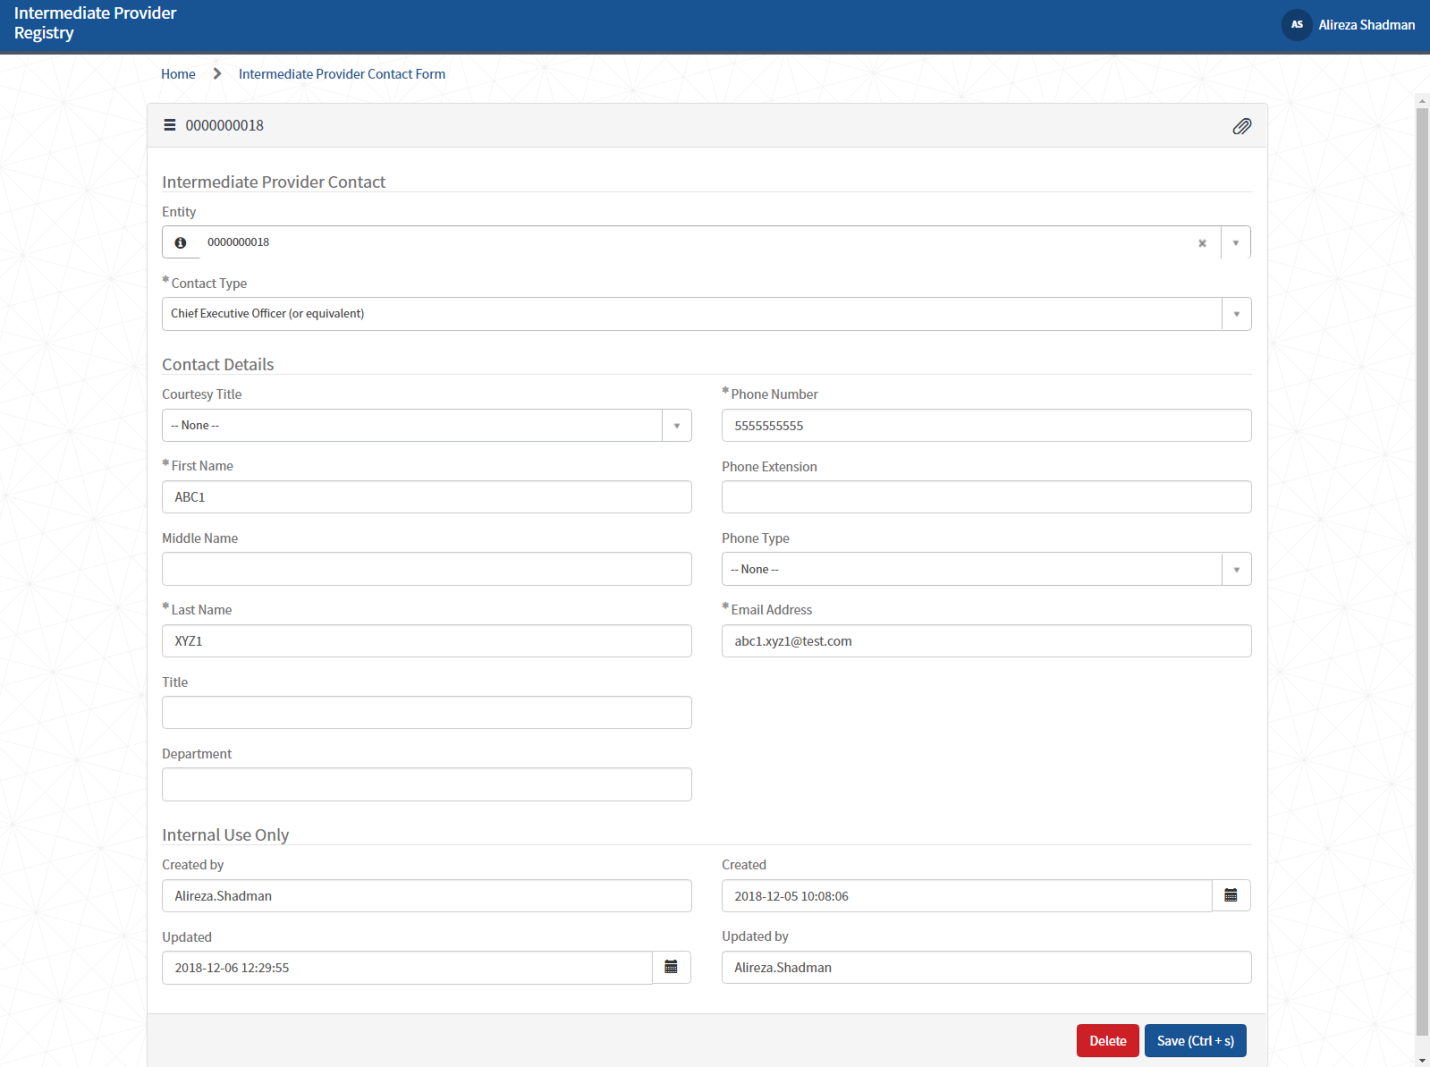 Intermediate Provider
Registry
AS Alireza Shadman
Home Intermediate Provider Contact Form
0000000018
Intermediate Provider Contact
Entity
0000000018
* Contact Type
Chief Executive Officer (or equivalent)
Contact Details
Courtesy Title
-- None --
* Phone Number
5555555555
* First Name
ABC1
Phone Extension
Middle Name
Phone Type
-- None --
* Last Name
XYZ1
* Email Address
abc1.xyz1@test.com
Title
Department
Internal Use Only
Created by
Alireza.Shadman
Created
2018-12-05 10:08:06
Updated
2018-12-06 12:29:55
Updated by
Alireza.Shadman
Delete
Save (Ctrl + s)